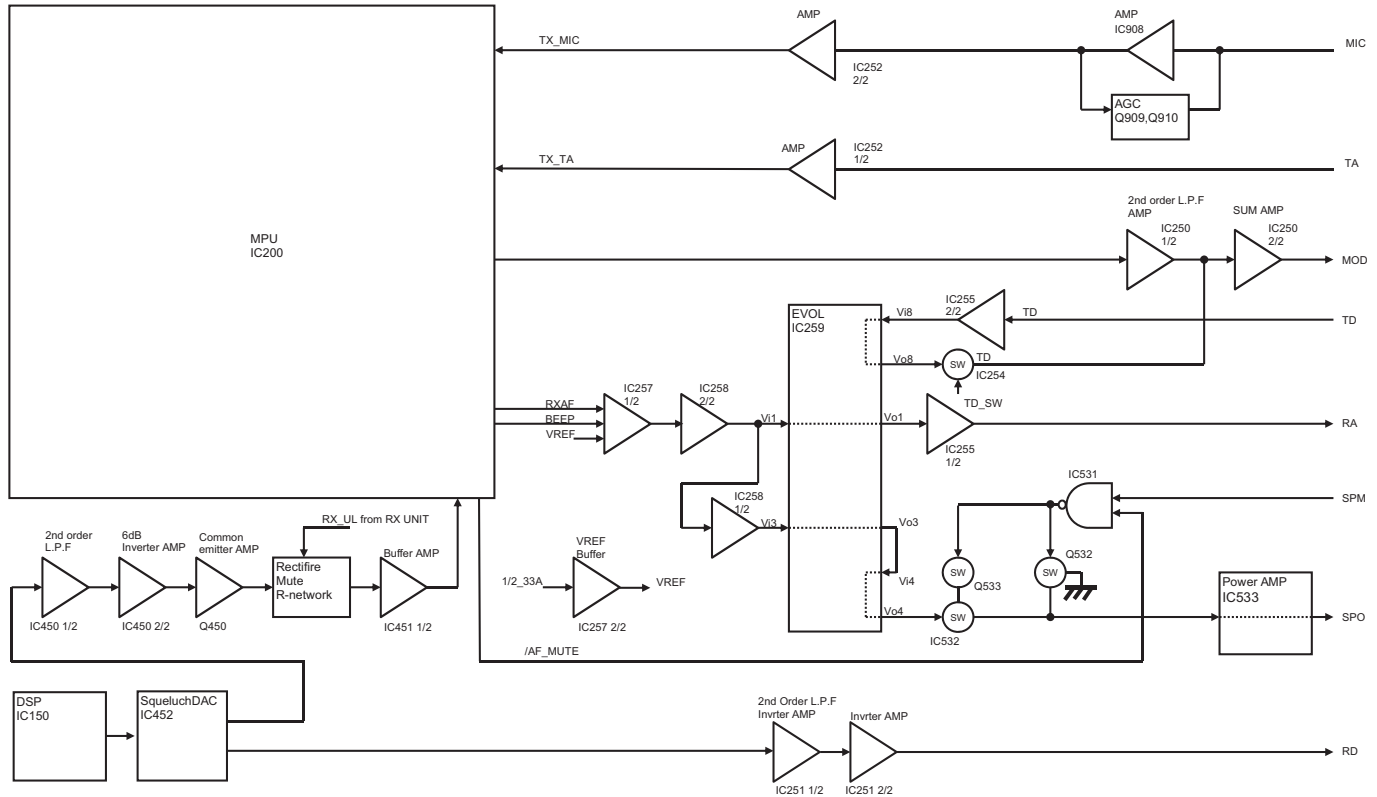 AMP
AMP
IC908
MIC
TX_MIC
IC252
2/2
AGC
Q909,Q910
TX_TA
AMP
IC252
1/2
TA
MPU
IC200
2nd order L.P.F
AMP
IC250
1/2
SUM AMP
IC250
2/2
MOD
EVOL
IC259
Vi8
IC255
2/2
TD
TD
Vo8
SW
TD
IC254
TD_SW
RXAF
BEEP
VREF
IC257
1/2
IC258
2/2
Vi1
Vo1
IC255
1/2
RA
IC258
1/2
Vi3
Vo3
Vi4
Vo4
IC531
SPM
SW
Q533
SW
IC532
Q532
SW
Power AMP
IC533
SPO
RX_UL from RX UNIT
2nd order
L.P.F
IC450 1/2
6dB
Inverter AMP
IC450 2/2
Common
emitter AMP
Q450
Rectifire
Mute
R-network
Buffer AMP
IC451 1/2
1/2_33A
VREF
Buffer
VREF
IC257 2/2
/AF_MUTE
DSP
IC150
SqueluchDAC
IC452
2nd Order L.P.F
Invrter AMP
IC251 1/2
Invrter AMP
IC251 2/2
RD